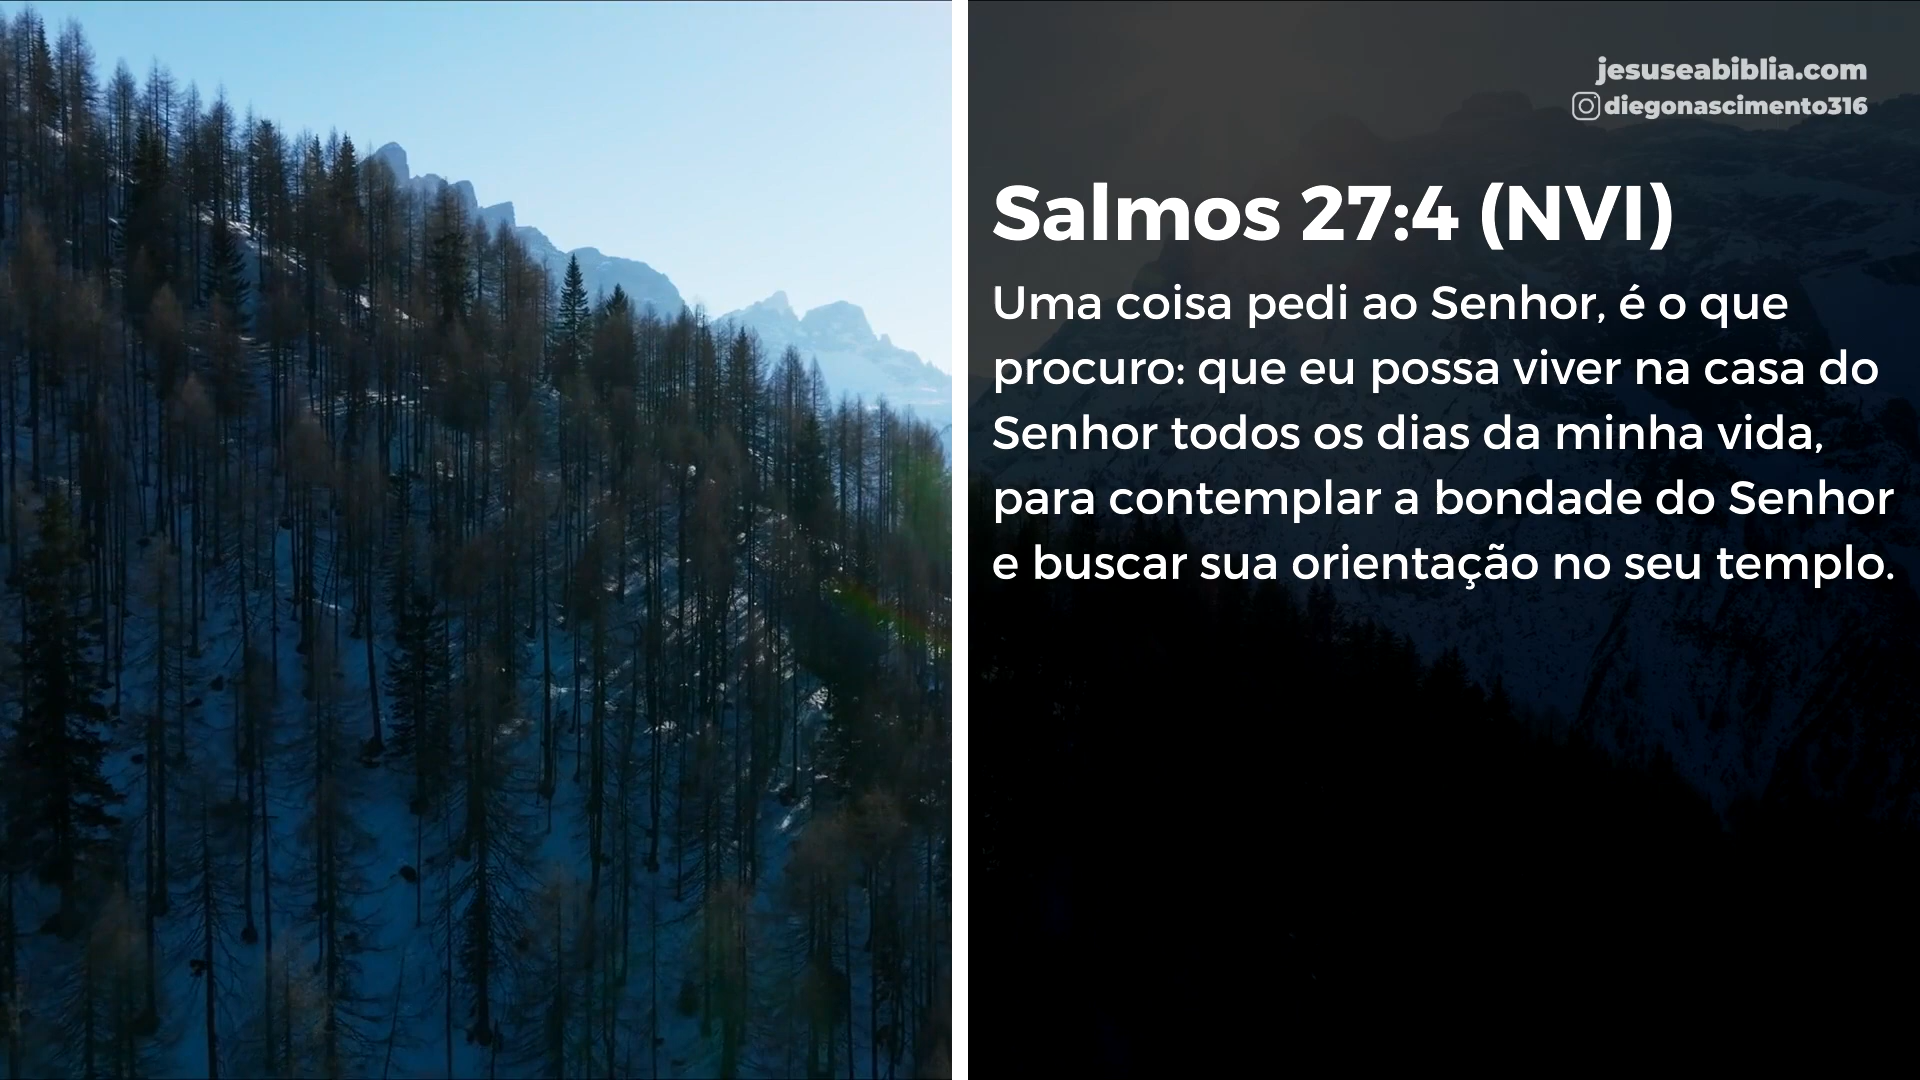 jesuseabiblia.com
diegonascimento316
Salmos 27:4 (NVI)
Uma coisa pedi ao Senhor, é o que
procuro: que eu possa viver na casa do
Senhor todos os dias da minha vida,
para contemplar a bondade do Senhor
e buscar sua orientação no seu templo.